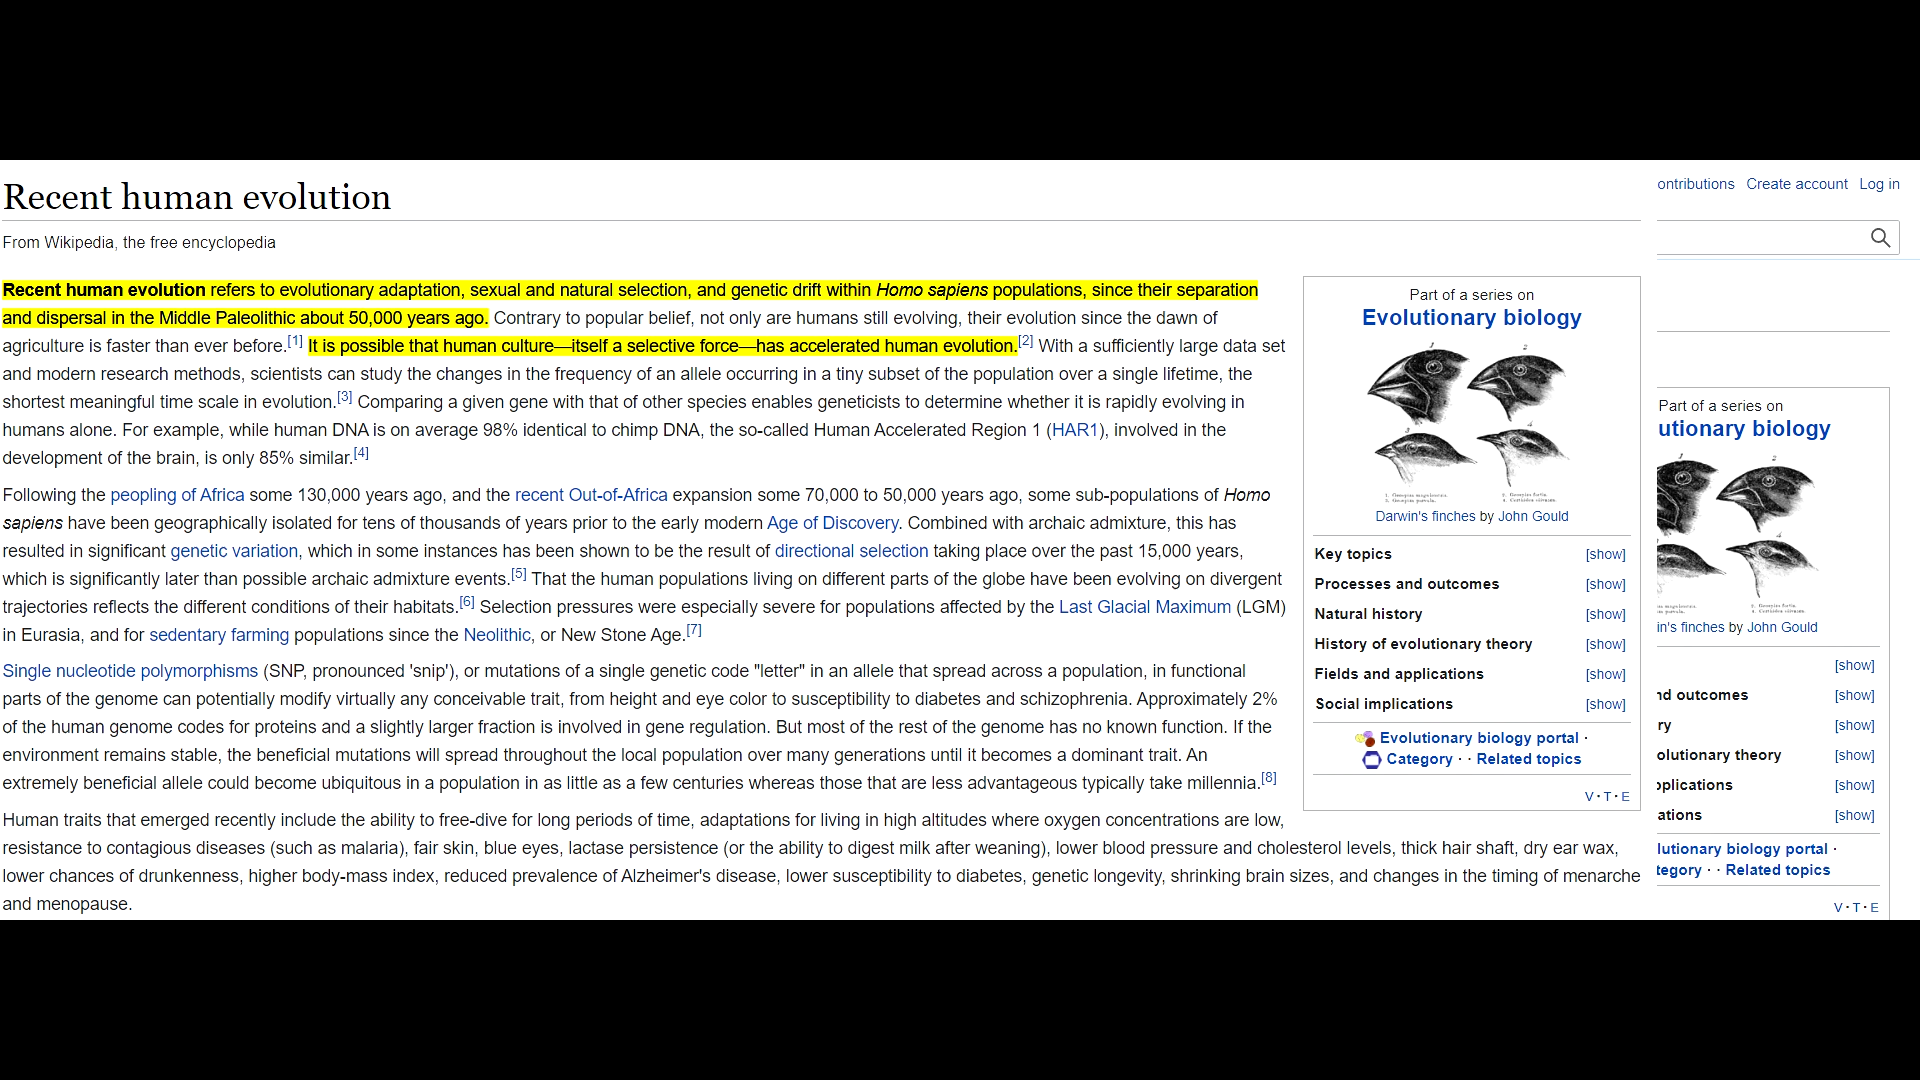 Recent human evolution
From Wikipedia, the free encyclopedia
Recent human evolution refers to evolutionary adaptation, sexual and natural selection, and genetic drift within Homo sapiens populations, since their separation
and dispersal in the Middle Paleolithic about 50,000 years ago. Contrary to popular belief, not only are humans still evolving, their evolution since the dawn of
agriculture is faster than ever before.[1] It is possible that human culture—itself a selective force—has accelerated human evolution.[2] With a sufficiently large data set
and modern research methods, scientists can study the changes in the frequency of an allele occurring in a tiny subset of the population over a single lifetime, the
shortest meaningful time scale in evolution.[3] Comparing a given gene with that of other species enables geneticists to determine whether it is rapidly evolving in
humans alone. For example, while human DNA is on average 98% identical to chimp DNA, the so-called Human Accelerated Region 1 (HAR1), involved in the
development of the brain, is only 85% similar.[4]
Following the peopling of Africa some 130,000 years ago, and the recent Out-of-Africa expansion some 70,000 to 50,000 years ago, some sub-populations of Homo
sapiens have been geographically isolated for tens of thousands of years prior to the early modern Age of Discovery. Combined with archaic admixture, this has
resulted in significant genetic variation, which in some instances has been shown to be the result of directional selection taking place over the past 15,000 years,
which is significantly later than possible archaic admixture events.[5] That the human populations living on different parts of the globe have been evolving on divergent
trajectories reflects the different conditions of their habitats.[6] Selection pressures were especially severe for populations affected by the Last Glacial Maximum (LGM)
in Eurasia, and for sedentary farming populations since the Neolithic, or New Stone Age.[7]
Single nucleotide polymorphisms (SNP, pronounced 'snip'), or mutations of a single genetic code "letter" in an allele that spread across a population, in functional
parts of the genome can potentially modify virtually any conceivable trait, from height and eye color to susceptibility to diabetes and schizophrenia. Approximately 2%
of the human genome codes for proteins and a slightly larger fraction is involved in gene regulation. But most of the rest of the genome has no known function. If the
environment remains stable, the beneficial mutations will spread throughout the local population over many generations until it becomes a dominant trait. An
extremely beneficial allele could become ubiquitous in a population in as little as a few centuries whereas those that are less advantageous typically take millennia.[8]
Human traits that emerged recently include the ability to free-dive for long periods of time, adaptations for living in high altitudes where oxygen concentrations are low,
resistance to contagious diseases (such as malaria), fair skin, blue eyes, lactase persistence (or the ability to digest milk after weaning), lower blood pressure and cholesterol levels, thick hair shaft, dry ear wax,
lower chances of drunkenness, higher body-mass index, reduced prevalence of Alzheimer's disease, lower susceptibility to diabetes, genetic longevity, shrinking brain sizes, and changes in the timing of menarche
and menopause.
Part of a series on
Evolutionary biology
Darwin's finches by John Gould
Key topics [show]
Processes and outcomes [show]
Natural history [show]
History of evolutionary theory [show]
Fields and applications [show]
Social implications [show]
Evolutionary biology portal ·
Category · · Related topics
V · T · E
ontributions Create account Log in
Part of a series on
utionary biology
in's finches by John Gould
[show]
nd outcomes [show]
ry [show]
olutionary theory [show]
pplications [show]
ations [show]
lutionary biology portal ·
tegory · · Related topics
V · T · E